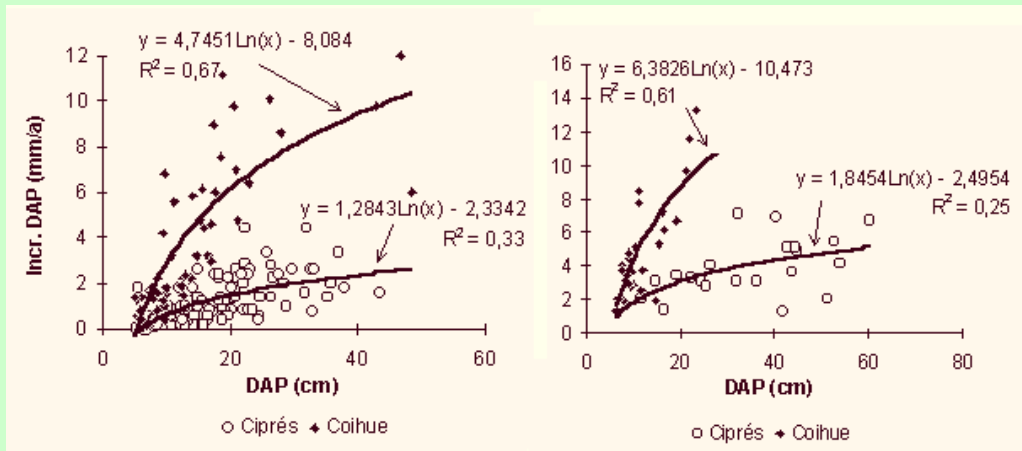 y = 4,7451Ln(x) - 8,084
R² = 0,67
12
10
8
6
4
2
0
Incr. DAP (mm/a)
y = 1,2843Ln(x) - 2,3342
R² = 0,33
0 20 40 60
DAP (cm)
Ciprés Coihue
16
14
12
10
8
6
4
2
0
y = 6,3826Ln(x) - 10,473
R² = 0,61
y = 1,8454Ln(x) - 2,4954
R² = 0,25
0 20 40 60 80
DAP (cm)
Ciprés Coihue